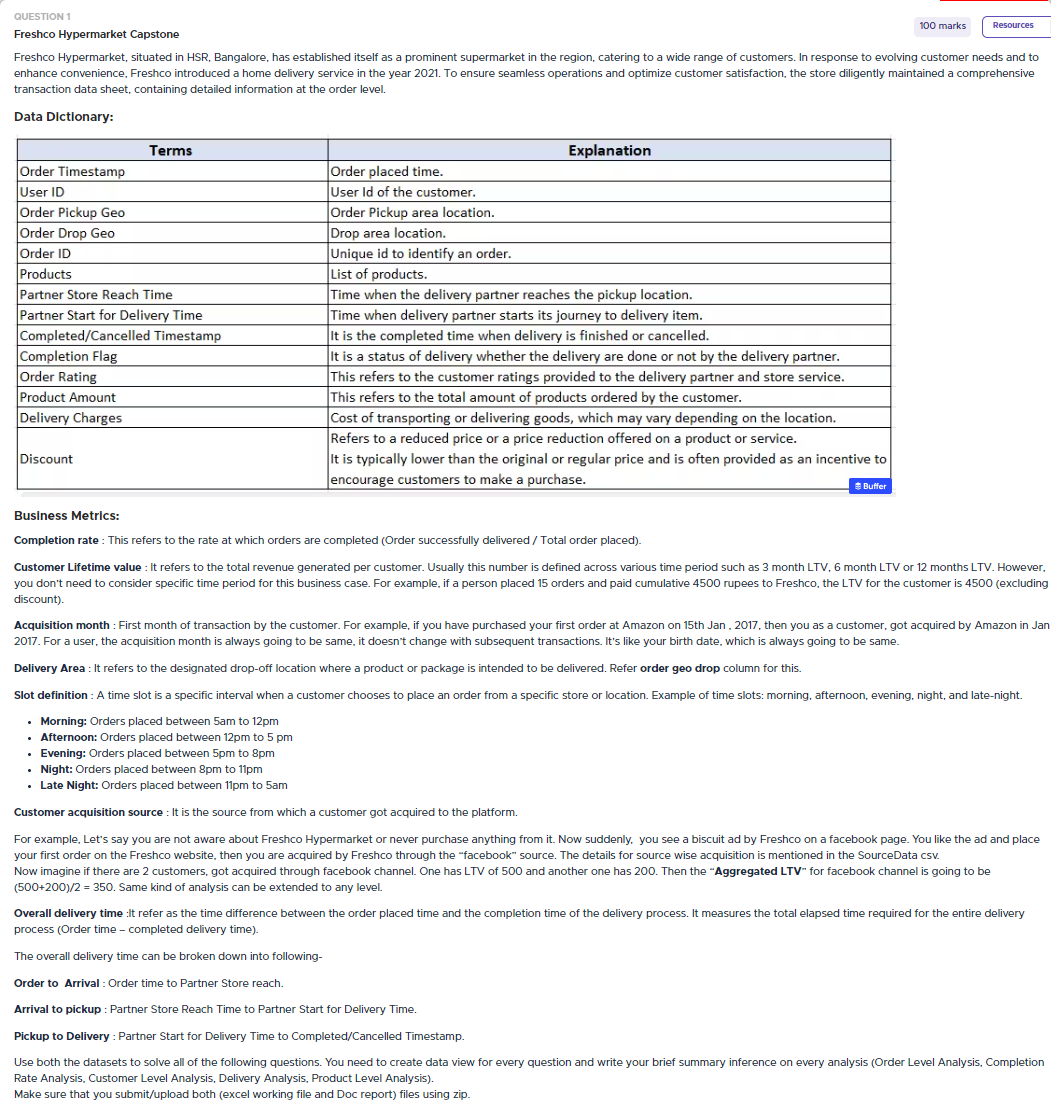 QUESTION 1
100 marks
Resources
Freshco Hypermarket Capstone
Freshco Hypermarket, situated in HSR, Bangalore, has established itself as a prominent supermarket in the region, catering to a wide range of customers. In response to evolving customer needs and to
enhance convenience, Freshco introduced a home delivery service in the year 2021. To ensure seamless operations and optimize customer satisfaction, the store diligently maintained a comprehensive
transaction data sheet, containing detailed information at the order level.
Data Dictionary:
Terms Explanation
Order Timestamp Order placed time.
User ID User Id of the customer.
Order Pickup Geo Order Pickup area location.
Order Drop Geo Drop area location.
Order ID Unique id to identify an order.
Products List of products.
Partner Store Reach Time Time when the delivery partner reaches the pickup location.
Partner Start for Delivery Time Time when delivery partner starts its journey to delivery item.
Completed/Cancelled Timestamp It is the completed time when delivery is finished or cancelled.
Completion Flag It is a status of delivery whether the delivery are done or not by the delivery partner.
Order Rating This refers to the customer ratings provided to the delivery partner and store service.
Product Amount This refers to the total amount of products ordered by the customer.
Delivery Charges Cost of transporting or delivering goods, which may vary depending on the location.
Refers to a reduced price or a price reduction offered on a product or service.
Discount It is typically lower than the original or regular price and is often provided as an incentive to
encourage customers to make a purchase.
Buffer
Business Metrics:
Completion rate : This refers to the rate at which orders are completed (Order successfully delivered / Total order placed).
Customer Lifetime value : It refers to the total revenue generated per customer. Usually this number is defined across various time period such as 3 month LTV, 6 month LTV or 12 months LTV. However,
you don't need to consider specific time period for this business case. For example, if a person placed 15 orders and paid cumulative 4500 rupees to Freshco, the LTV for the customer is 4500 (excluding
discount).
Acquisition month : First month of transaction by the customer. For example, if you have purchased your first order at Amazon on 15th Jan , 2017, then you as a customer, got acquired by Amazon in Jan
2017. For a user, the acquisition month is always going to be same, it doesn't change with subsequent transactions. It's like your birth date, which is always going to be same.
Delivery Area : It refers to the designated drop-off location where a product or package is intended to be delivered. Refer order geo drop column for this.
Slot definition : A time slot is a specific interval when a customer chooses to place an order from a specific store or location. Example of time slots: morning, afternoon, evening, night, and late-night.
• Morning: Orders placed between 5am to 12pm
• Afternoon: Orders placed between 12pm to 5 pm
• Evening: Orders placed between 5pm to 8pm
• Night: Orders placed between 8pm to 11pm
• Late Night: Orders placed between 11pm to 5am
Customer acquisition source : It is the source from which a customer got acquired to the platform.
For example, Let's say you are not aware about Freshco Hypermarket or never purchase anything from it. Now suddenly, you see a biscuit ad by Freshco on a facebook page. You like the ad and place
your first order on the Freshco website, then you are acquired by Freshco through the "facebook" source. The details for source wise acquisition is mentioned in the SourceData csv.
Now imagine if there are 2 customers, got acquired through facebook channel. One has LTV of 500 and another one has 200. Then the "Aggregated LTV" for facebook channel is going to be
(500+200)/2 = 350. Same kind of analysis can be extended to any level.
Overall delivery time :It refer as the time difference between the order placed time and the completion time of the delivery process. It measures the total elapsed time required for the entire delivery
process (Order time – completed delivery time).
The overall delivery time can be broken down into following-
Order to Arrival : Order time to Partner Store reach.
Arrival to pickup : Partner Store Reach Time to Partner Start for Delivery Time.
Pickup to Delivery : Partner Start for Delivery Time to Completed/Cancelled Timestamp.
Use both the datasets to solve all of the following questions. You need to create data view for every question and write your brief summary inference on every analysis (Order Level Analysis, Completion
Rate Analysis, Customer Level Analysis, Delivery Analysis, Product Level Analysis).
Make sure that you submit/upload both (excel working file and Doc report) files using zip.